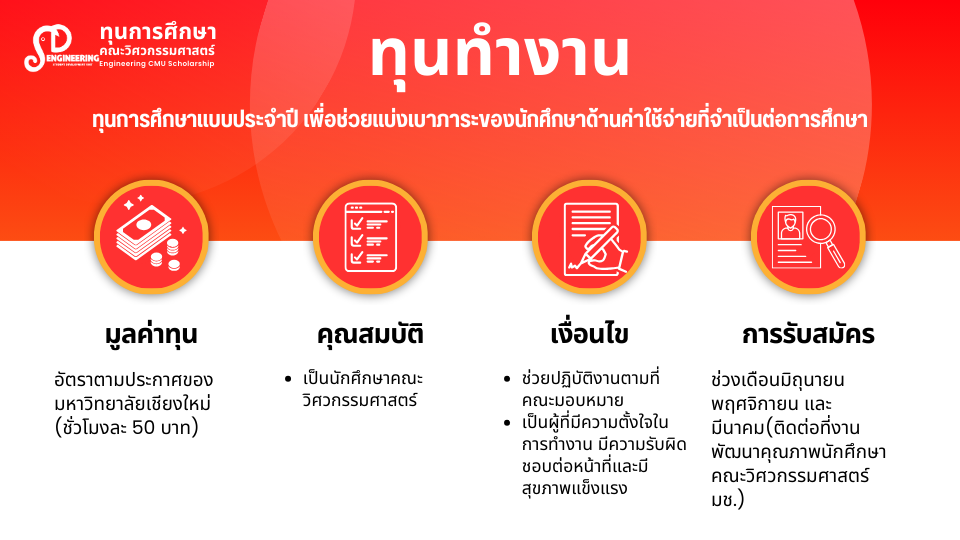 SD
ENGINEERING
ทุนการศึกษา
คณะวิศวกรรมศาสตร์
Engineering CMU Scholarship
ทุนทำงาน
ทุนการศึกษาแบบประจำปี เพื่อช่วยแบ่งเบาภาระของนักศึกษาด้านค่าใช้จ่ายที่จำเป็นต่อการศึกษา
มูลค่าทุน
อัตราตามประกาศของ
มหาวิทยาลัยเชียงใหม่
(ชั่วโมงละ 50 บาท)
คุณสมบัติ
• เป็นนักศึกษาคณะ
วิศวกรรมศาสตร์
เงื่อนไข
• ช่วยปฏิบัติงานตามที่
คณะมอบหมาย
• เป็นผู้ที่มีความตั้งใจใน
การทำงาน มีความรับผิด
ชอบต่อหน้าที่และมี
สุขภาพแข็งแรง
การรับสมัคร
ช่วงเดือนมิถุนายน
พฤศจิกายน และ
มีนาคม(ติดต่อที่งาน
พัฒนาคุณภาพนักศึกษา
คณะวิศวกรรมศาสตร์
มช.)